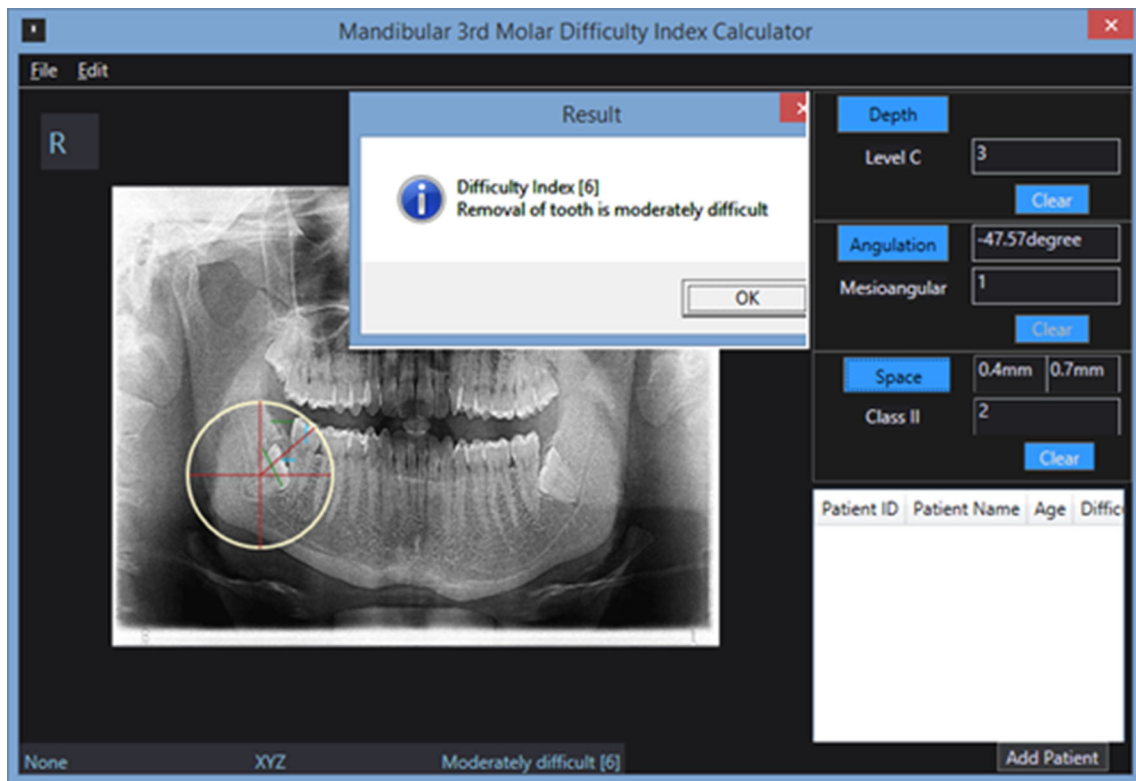 Mandibular 3rd Molar Difficulty Index Calculator
File Edit
R
Result
Difficulty Index [6]
Removal of tooth is moderately difficult
OK
Depth
Level C 3
Clear
Angulation -47.57degree
Mesioangular 1
Clear
Space 0.4mm 0.7mm
Class II 2
Clear
Patient ID Patient Name Age Diffic
None XYZ Moderately difficult [6]
Add Patient